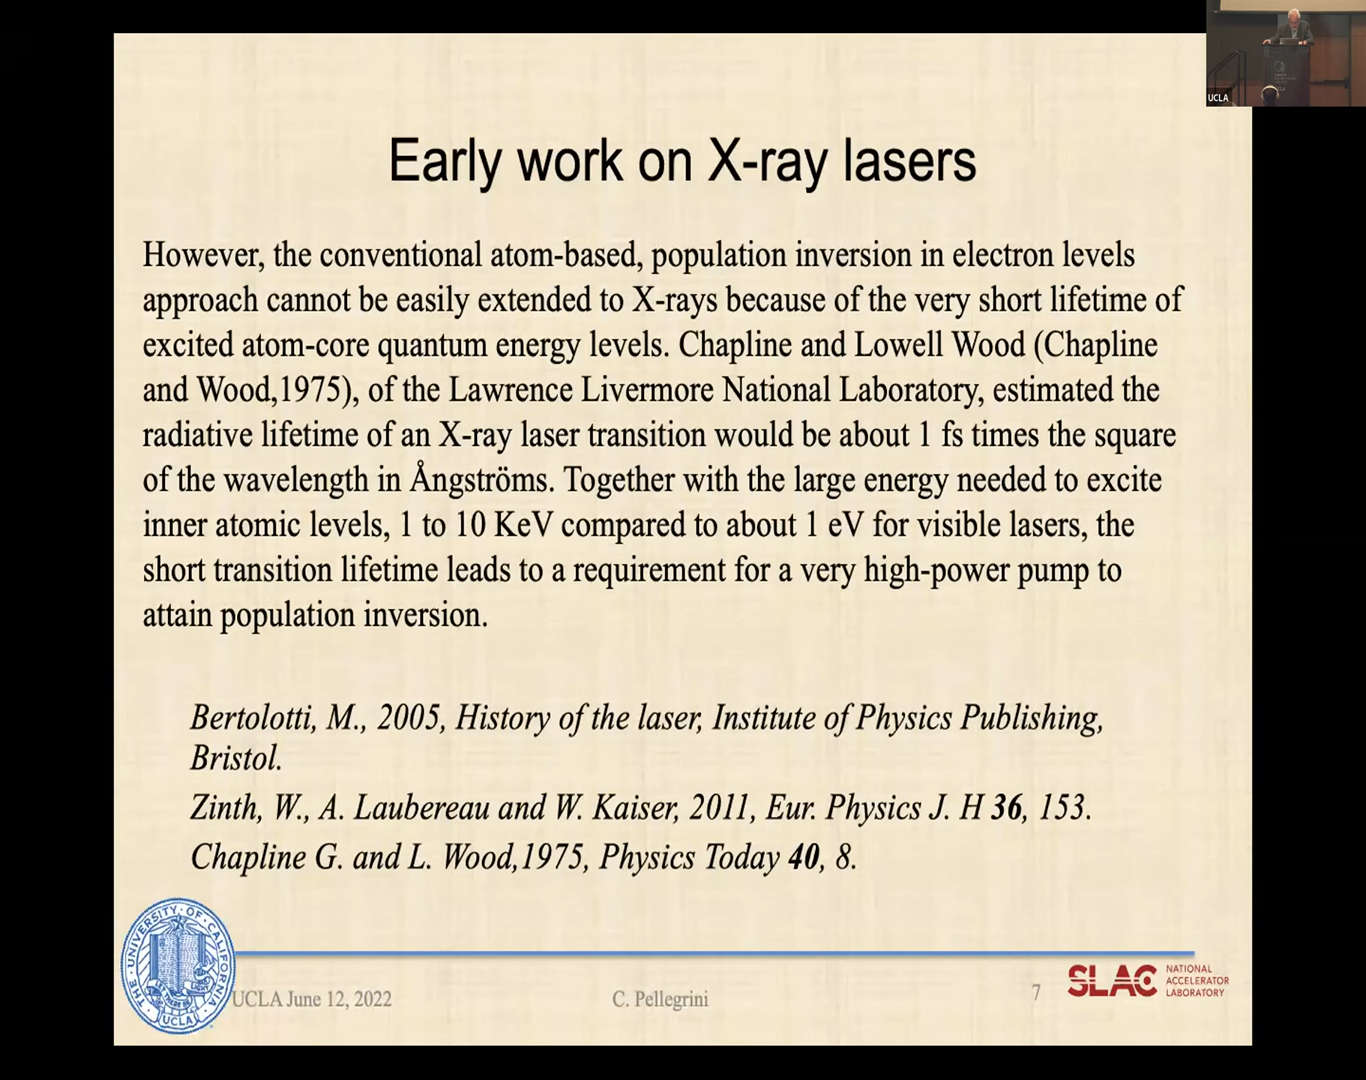 UCLA
Early work on X-ray lasers
However, the conventional atom-based, population inversion in electron levels
approach cannot be easily extended to X-rays because of the very short lifetime of
excited atom-core quantum energy levels. Chapline and Lowell Wood (Chapline
and Wood,1975), of the Lawrence Livermore National Laboratory, estimated the
radiative lifetime of an X-ray laser transition would be about 1 fs times the square
of the wavelength in Ångströms. Together with the large energy needed to excite
inner atomic levels, 1 to 10 KeV compared to about 1 eV for visible lasers, the
short transition lifetime leads to a requirement for a very high-power pump to
attain population inversion.
Bertolotti, M., 2005, History of the laser, Institute of Physics Publishing,
Bristol.
Zinth, W., A. Laubereau and W. Kaiser, 2011, Eur. Physics J. H 36, 153.
Chapline G. and L. Wood,1975, Physics Today 40, 8.
THE UNIVERSITY OF CALIFORNIA
UCLA
UCLA June 12, 2022
C. Pellegrini
7
SLAC NATIONAL
ACCELERATOR
LABORATORY